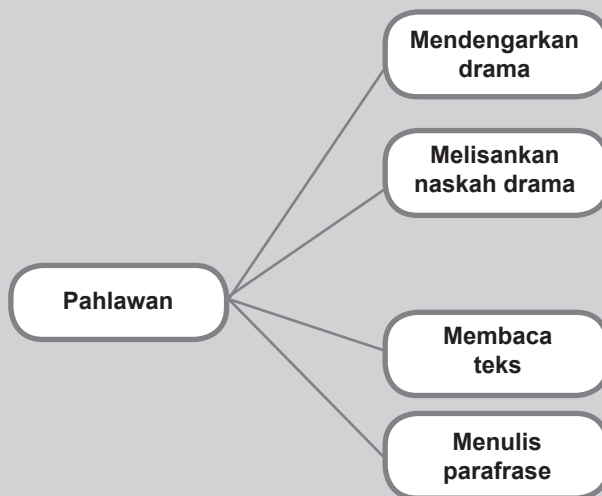 Mendengarkan
drama
Melisankan
naskah drama
Pahlawan
Membaca
teks
Menulis
parafrase